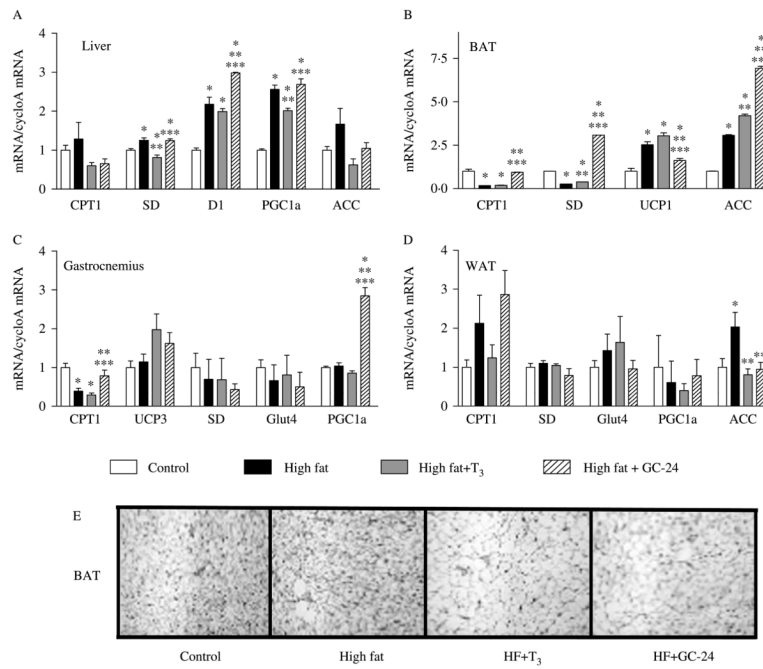 A
Liver
mRNA/cycloA mRNA
4
3
2
1
0
* * ** * *** * ** *** * * * ** * ** ***
CPT1 SD D1 PGC1a ACC
B
BAT
mRNA/cycloA mRNA
7·5
5·0
2·5
0·0
* * ** *** * * ** * ** *** * * * ** *** * * ** * ** ***
CPT1 SD UCP1 ACC
C
Gastrocnemius
mRNA/cycloA mRNA
4
3
2
1
0
* * ** *** * ** ***
CPT1 UCP3 SD Glut4 PGC1a
D
WAT
mRNA/cycloA mRNA
4
3
2
1
0
* ** **
CPT1 SD Glut4 PGC1a ACC
Control High fat High fat+T3 High fat + GC-24
E
BAT
Control High fat HF+T3 HF+GC-24